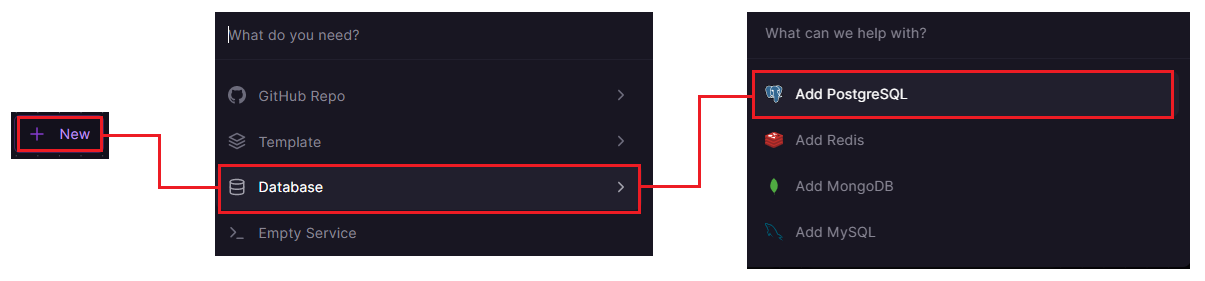 New
What do you need?
GitHub Repo
Template
Database
Empty Service
What can we help with?
Add PostgreSQL
Add Redis
Add MongoDB
Add MySQL